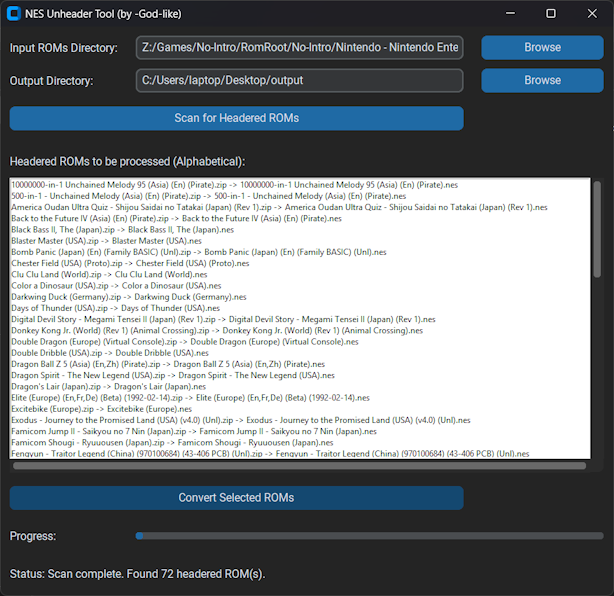 NES Unheader Tool (by -God-like)
Input ROMs Directory: Z:/Games/No-Intro/RomRoot/No-Intro/Nintendo - Nintendo Ente Browse
Output Directory: C:/Users/laptop/Desktop/output Browse
Scan for Headered ROMs
Headered ROMs to be processed (Alphabetical):
10000000-in-1 Unchained Melody 95 (Asia) (En) (Pirate).zip -> 10000000-in-1 Unchained Melody 95 (Asia) (En) (Pirate).nes
500-in-1 - Unchained Melody (Asia) (En) (Pirate).zip -> 500-in-1 - Unchained Melody (Asia) (En) (Pirate).nes
America Oudan Ultra Quiz - Shijou Saidai no Tatakai (Japan) (Rev 1).zip -> America Oudan Ultra Quiz - Shijou Saidai no Tatakai (Japan) (Rev 1).nes
Back to the Future IV (Asia) (En) (Pirate).zip -> Back to the Future IV (Asia) (En) (Pirate).nes
Black Bass II, The (Japan).zip -> Black Bass II, The (Japan).nes
Blaster Master (USA).zip -> Blaster Master (USA).nes
Bomb Panic (Japan) (En) (Family BASIC) (Unl).zip -> Bomb Panic (Japan) (En) (Family BASIC) (Unl).nes
Chester Field (USA) (Proto).zip -> Chester Field (USA) (Proto).nes
Clu Clu Land (World).zip -> Clu Clu Land (World).nes
Color a Dinosaur (USA).zip -> Color a Dinosaur (USA).nes
Darkwing Duck (Germany).zip -> Darkwing Duck (Germany).nes
Days of Thunder (USA).zip -> Days of Thunder (USA).nes
Digital Devil Story - Megami Tensei II (Japan) (Rev 1).zip -> Digital Devil Story - Megami Tensei II (Japan) (Rev 1).nes
Donkey Kong Jr. (World) (Rev 1) (Animal Crossing).zip -> Donkey Kong Jr. (World) (Rev 1) (Animal Crossing).nes
Double Dragon (Europe) (Virtual Console).zip -> Double Dragon (Europe) (Virtual Console).nes
Double Dribble (USA).zip -> Double Dribble (USA).nes
Dragon Ball Z 5 (Asia) (En,Zh) (Pirate).zip -> Dragon Ball Z 5 (Asia) (En,Zh) (Pirate).nes
Dragon Spirit - The New Legend (USA).zip -> Dragon Spirit - The New Legend (USA).nes
Dragon's Lair (Japan).zip -> Dragon's Lair (Japan).nes
Elite (Europe) (En,Fr,De) (Beta) (1992-02-14).zip -> Elite (Europe) (En,Fr,De) (Beta) (1992-02-14).nes
Excitebike (Europe).zip -> Excitebike (Europe).nes
Exodus - Journey to the Promised Land (USA) (v4.0) (Unl).zip -> Exodus - Journey to the Promised Land (USA) (v4.0) (Unl).nes
Famicom Jump II - Saikyou no 7 Nin (Japan).zip -> Famicom Jump II - Saikyou no 7 Nin (Japan).nes
Famicom Shougi - Ryuuousen (Japan).zip -> Famicom Shougi - Ryuuousen (Japan).nes
Fengyun - Traitor Legend (China) (970100684) (43-406 PCB) (Unl).zip -> Fengyun - Traitor Legend (China) (970100684) (43-406 PCB) (Unl).nes
Convert Selected ROMs
Progress:
Status: Scan complete. Found 72 headered ROM(s).